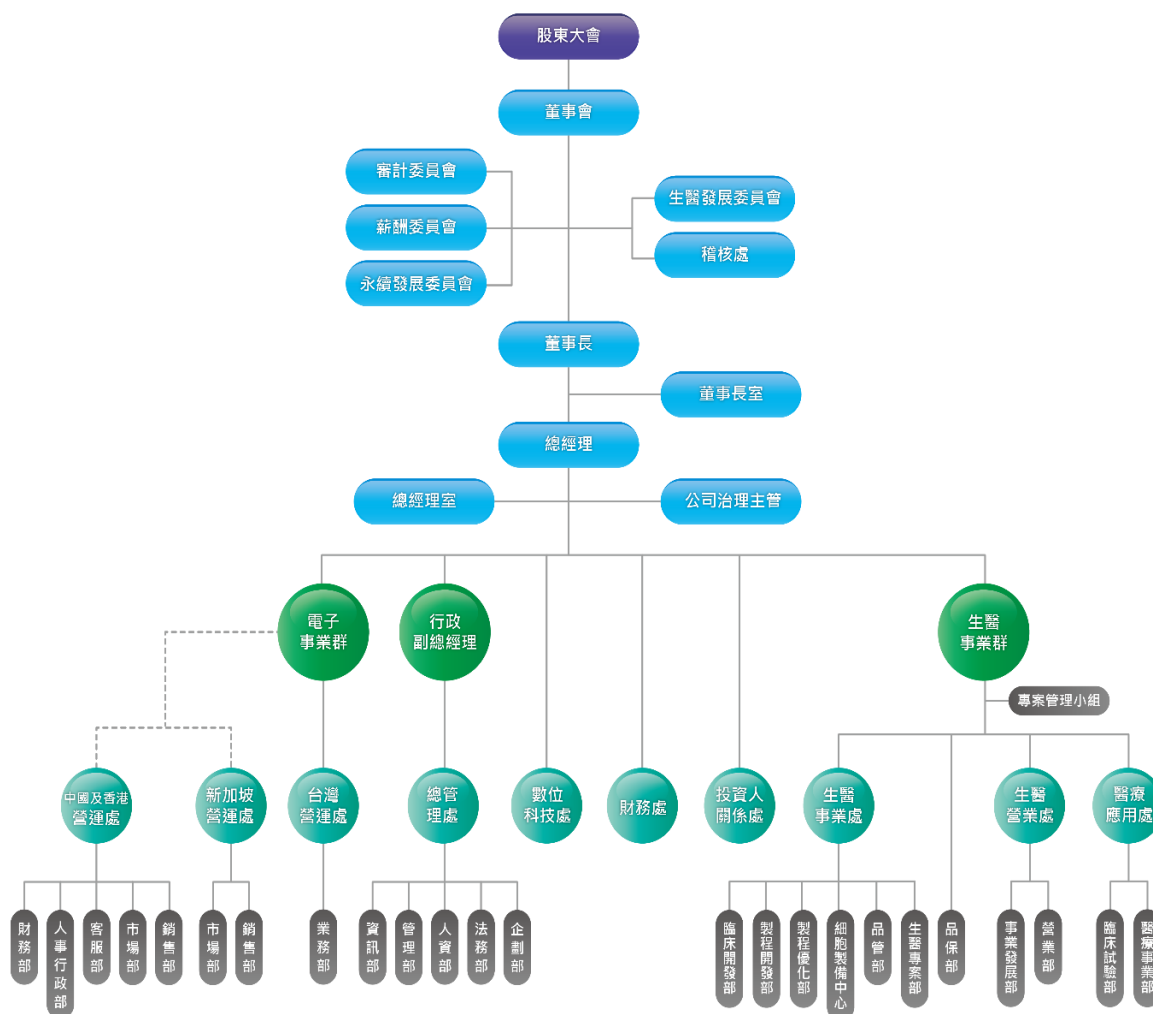 股東大會
董事會
審計委員會
生醫發展委員會
薪酬委員會
稽核處
永續發展委員會
董事長
董事長室
總經理
總經理室
公司治理主管
電子
事業群
行政
副總經理
生醫
事業群
專案管理小組
中國及香港
營運處
新加坡
營運處
台灣
營運處
總管
理處
數位
科技處
財務處
投資人
關係處
生醫
事業處
生醫
營業處
醫療
應用處
財務部
人事行政部
客服部
市場部
銷售部
市場部
銷售部
業務部
資訊部
管理部
人資部
法務部
企劃部
臨床開發部
製程開發部
製程優化部
細胞製備中心
品管部
生醫專案部
品保部
事業發展部
營業部
臨床試驗部
醫療事業部